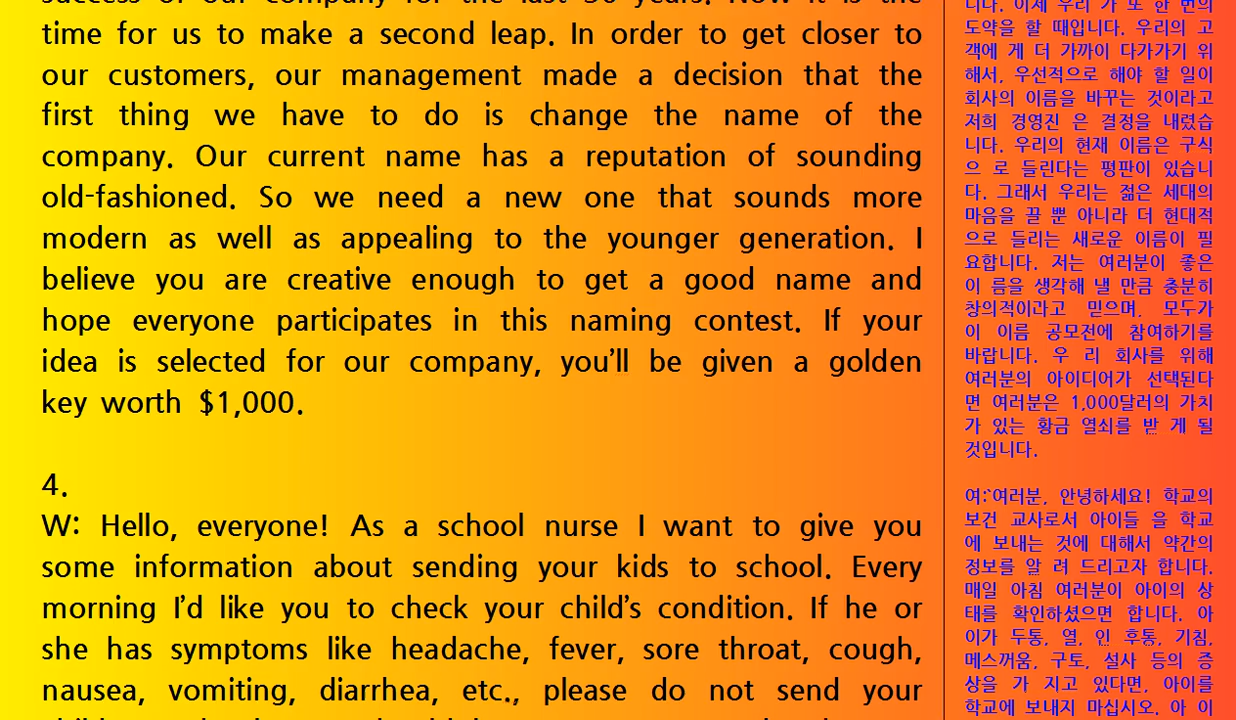 success of our company for the last 50 years. Now it is the
time for us to make a second leap. In order to get closer to
our customers, our management made a decision that the
first thing we have to do is change the name of the
company. Our current name has a reputation of sounding
old-fashioned. So we need a new one that sounds more
modern as well as appealing to the younger generation. I
believe you are creative enough to get a good name and
hope everyone participates in this naming contest. If your
idea is selected for our company, you’ll be given a golden
key worth $1,000.
4.
W: Hello, everyone! As a school nurse I want to give you
some information about sending your kids to school. Every
morning I’d like you to check your child’s condition. If he or
she has symptoms like headache, fever, sore throat, cough,
nausea, vomiting, diarrhea, etc., please do not send your
니다. 이제 우리 가 또 한 번의
도약을 할 때입니다. 우리의 고
객에 게 더 가까이 다가가기 위
해서, 우선적으로 해야 할 일이
회사의 이름을 바꾸는 것이라고
저희 경영진 은 결정을 내렸습
니다. 우리의 현재 이름은 구식
으 로 들린다는 평판이 있습니
다. 그래서 우리는 젊은 세대의
마음을 끌 뿐 아니라 더 현대적
으로 들리는 새로운 이름이 필
요합니다. 저는 여러분이 좋은
이 름을 생각해 낼 만큼 충분히
창의적이라고 믿으며, 모두가
이 이름 공모전에 참여하기를
바랍니다. 우 리 회사를 위해
여러분의 아이디어가 선택된다
면 여러분은 1,000달러의 가치
가 있는 황금 열쇠를 받 게 될
것입니다.
여:`여러분, 안녕하세요! 학교의
보건 교사로서 아이들 을 학교
에 보내는 것에 대해서 약간의
정보를 알 려 드리고자 합니다.
매일 아침 여러분이 아이의 상
태를 확인하셨으면 합니다. 아
이가 두통, 열, 인 후통, 기침,
메스꺼움, 구토, 설사 등의 증
상을 가 지고 있다면, 아이를
학교에 보내지 마십시오. 아 이